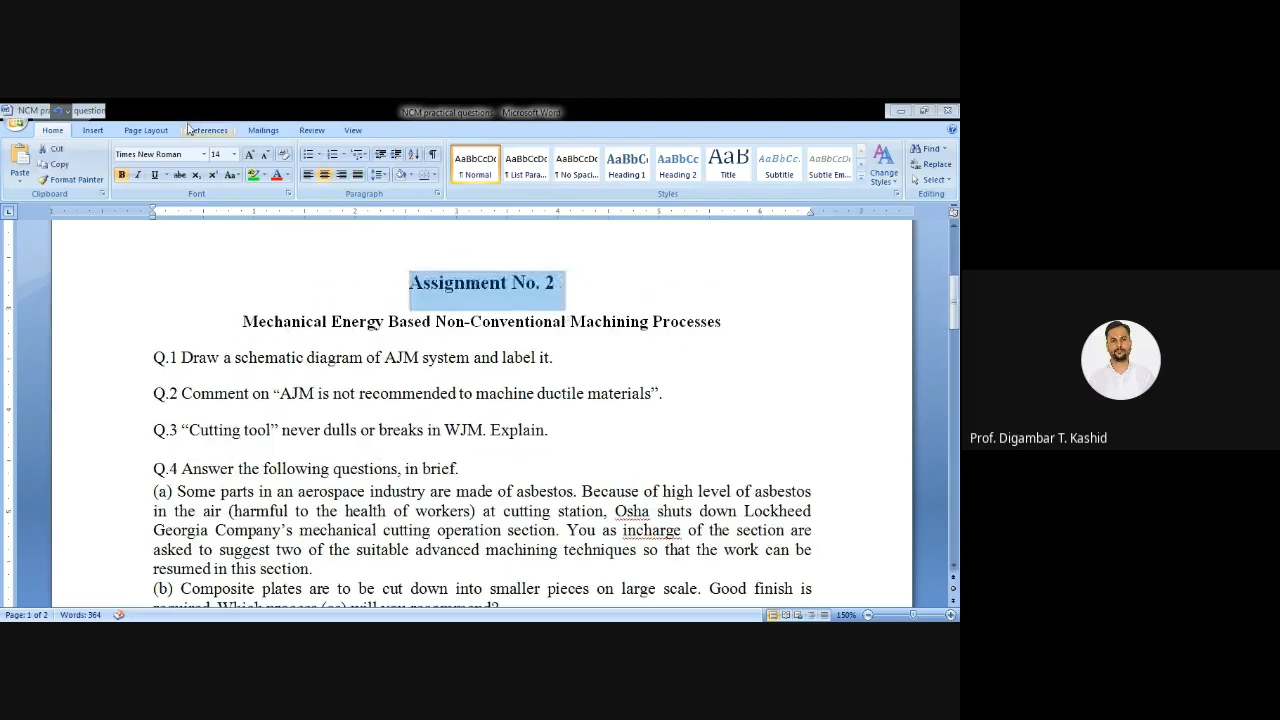 NCM practical questions - Microsoft Word
Home Insert Page Layout References Mailings Review View
Paste
Cut
Copy
Format Painter
Clipboard
Times New Roman 14
Font
Paragraph
AaBbCcDc AaBbCcDc AaBbCcDc AaBbC AaBbCc AaB AaBbCc. AaBbCcDc
¶ Normal ¶ List Para... ¶ No Spaci... Heading 1 Heading 2 Title Subtitle Subtle Em...
Change Styles
Styles
Find
Replace
Select
Editing
Assignment No. 2
Mechanical Energy Based Non-Conventional Machining Processes
Q.1 Draw a schematic diagram of AJM system and label it.
Q.2 Comment on “AJM is not recommended to machine ductile materials”.
Q.3 “Cutting tool” never dulls or breaks in WJM. Explain.
Q.4 Answer the following questions, in brief.
(a) Some parts in an aerospace industry are made of asbestos. Because of high level of asbestos
in the air (harmful to the health of workers) at cutting station, Osha shuts down Lockheed
Georgia Company’s mechanical cutting operation section. You as incharge of the section are
asked to suggest two of the suitable advanced machining techniques so that the work can be
resumed in this section.
(b) Composite plates are to be cut down into smaller pieces on large scale. Good finish is
required. Which process (es) will you recommend?
Page: 1 of 2 Words: 364 150%
Prof. Digambar T. Kashid